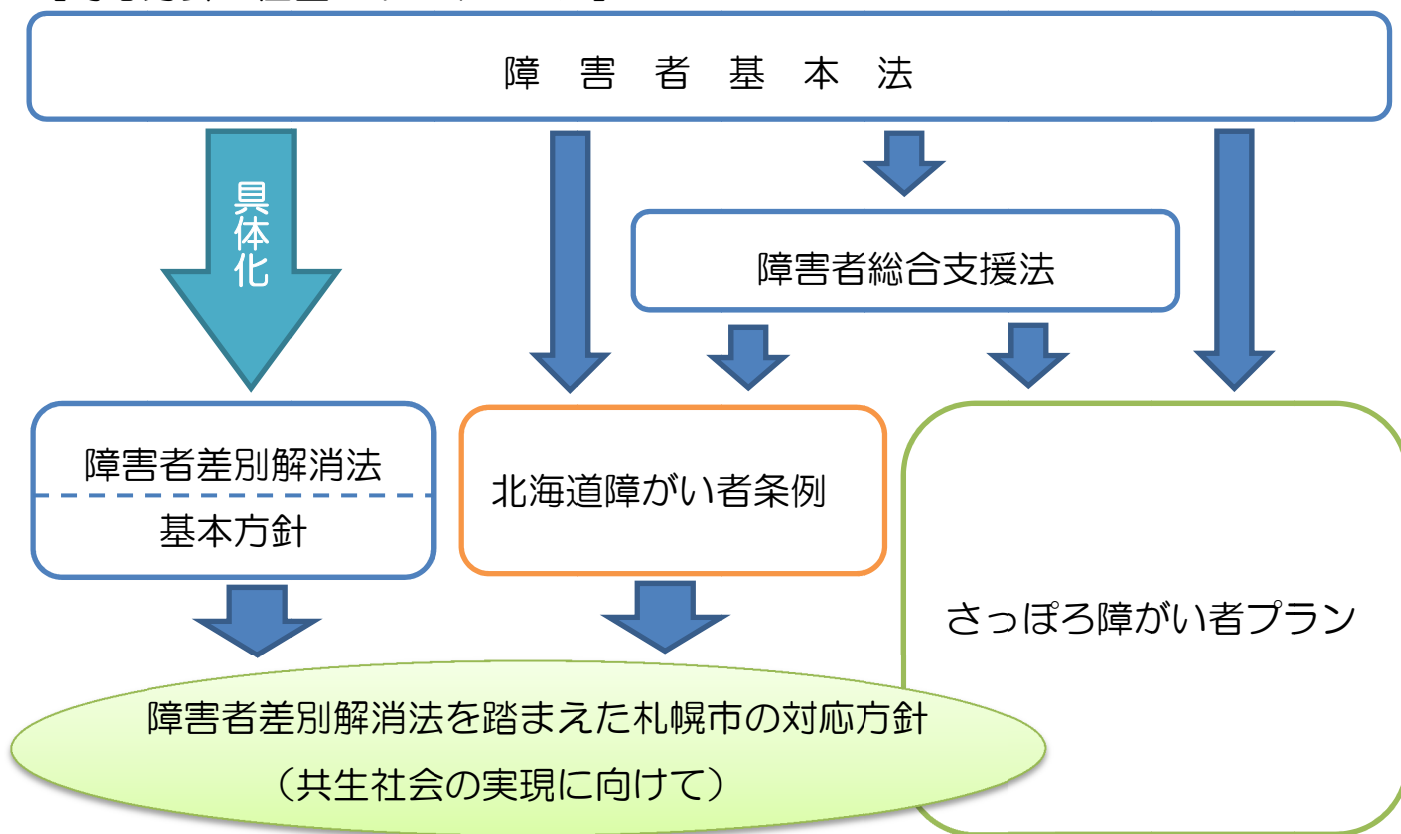 障害者基本法
具体化
障害者総合支援法
障害者差別解消法
基本方針
北海道障がい者条例
さっぽろ障がい者プラン
障害者差別解消法を踏まえた札幌市の対応方針
（共生社会の実現に向けて）